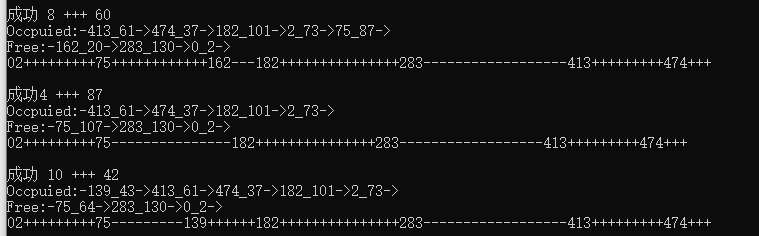 成功 8 +++ 60
Occpuied:-413_61->474_37->182_101->2_73->75_87->
Free:-162_20->283_130->0_2->
02+++++++++75++++++++++++162---182+++++++++++++++283------------------413+++++++++474+++
成功4 +++ 87
Occpuied:-413_61->474_37->182_101->2_73->
Free:-75_107->283_130->0_2->
02+++++++++75---------------182+++++++++++++++283------------------413+++++++++474+++
成功 10 +++ 42
Occpuied:-139_43->413_61->474_37->182_101->2_73->
Free:-75_64->283_130->0_2->
02+++++++++75---------139++++++182+++++++++++++++283------------------413+++++++++474+++